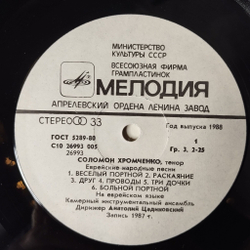 МИНИСТЕРСТВО
КУЛЬТУРЫ СССР
ВСЕСОЮЗНАЯ ФИРМА
ГРАМПЛАСТИНОК
МЕЛОДИЯ
АПРЕЛЕВСКИЙ ОРДЕНА ЛЕНИНА ЗАВОД
СТЕРЕО 33
Год выпуска 1988
ГОСТ 5289-80
1
С10 26993 005
Гр. 3. 2-25
26993
СОЛОМОН ХРОМЧЕНКО, тенор
Еврейские народные песни
1. ВЕСЕЛЫЙ ПОРТНОЙ 2. РАСКАЯНИЕ
3. ДРУГ 4. ПРОВОДЫ 5. ТРИ ДОЧКИ
6. БОЛЬНОЙ ПОРТНОЙ
На еврейском языке
Камерный инструментальный ансамбль
Дирижер Анатолий Цадиковский
Запись 1987 г.